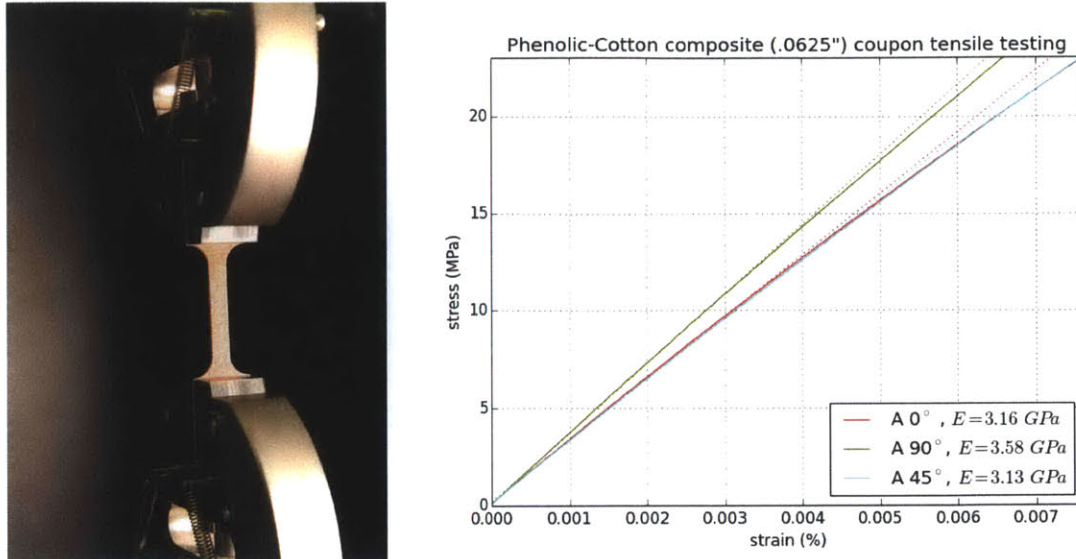 Phenolic-Cotton composite (.0625") coupon tensile testing
20
15
10
5
0
stress (MPa)
0.000 0.001 0.002 0.003 0.004 0.005 0.006 0.007
strain (%)
A 0° , E=3.16 GPa
A 90° , E=3.58 GPa
A 45° , E=3.13 GPa